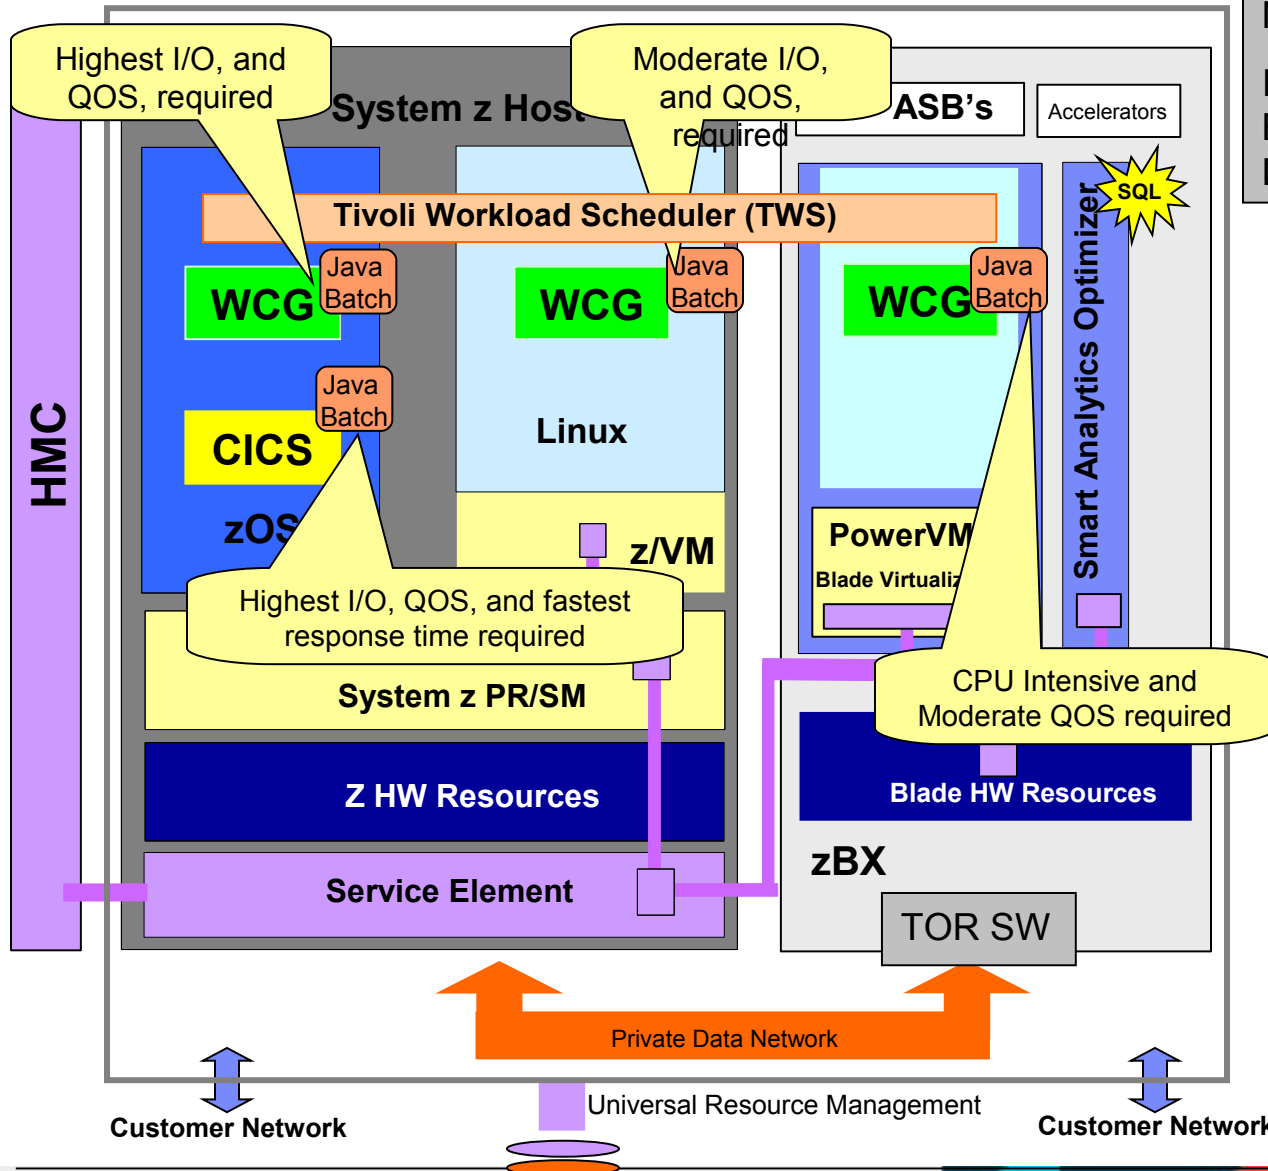 Highest I/O, and
QOS, required
Moderate I/O,
and QOS,
required
System z Host
ASB's
Accelerators
SQL
Tivoli Workload Scheduler (TWS)
WCG
Java
Batch
WCG
Java
Batch
WCG
Java
Batch
Smart Analytics Optimizer
HMC
CICS
Java
Batch
Linux
zOS
z/VM
PowerVM
Blade
Highest I/O, QOS, and fastest
response time required
CPU Intensive and
Moderate QOS required
System z PR/SM
Z HW Resources
Blade HW Resources
zBX
Service Element
TOR SW
Private Data Network
Universal Resource Management
Customer Network
Customer Network